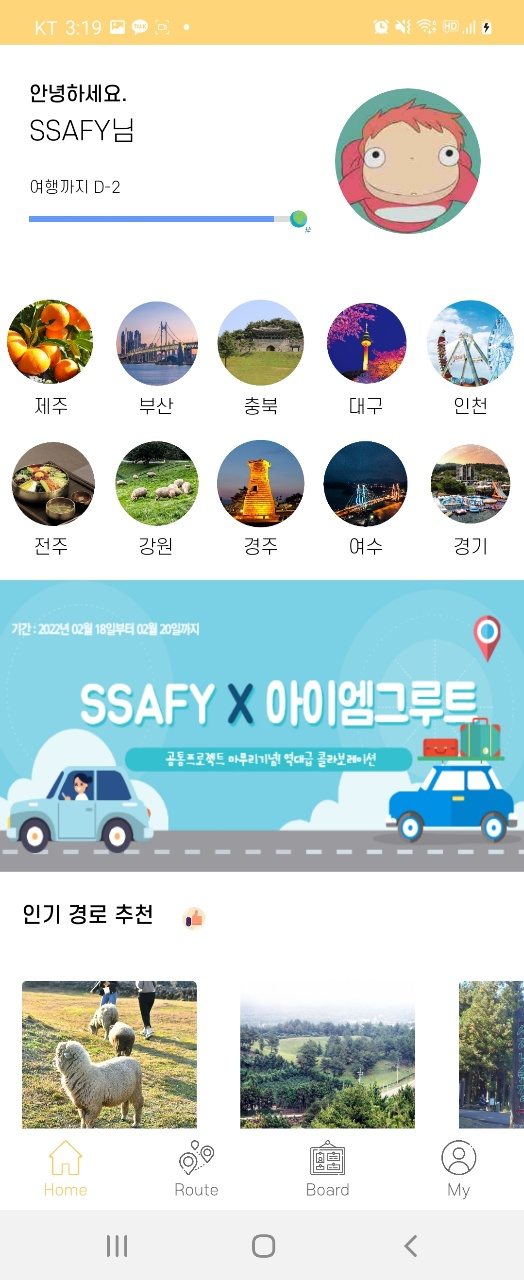 KT 3:19
안녕하세요.
SSAFY님
여행까지 D-2
제주 부산 충북 대구 인천
전주 강원 경주 여수 경기
기간 : 2022년 02월 18일부터 02월 20일까지
SSAFY X 아이엠그루트
공통프로젝트 마무리기념! 역대급 콜라보레이션
인기 경로 추천
Home Route Board My